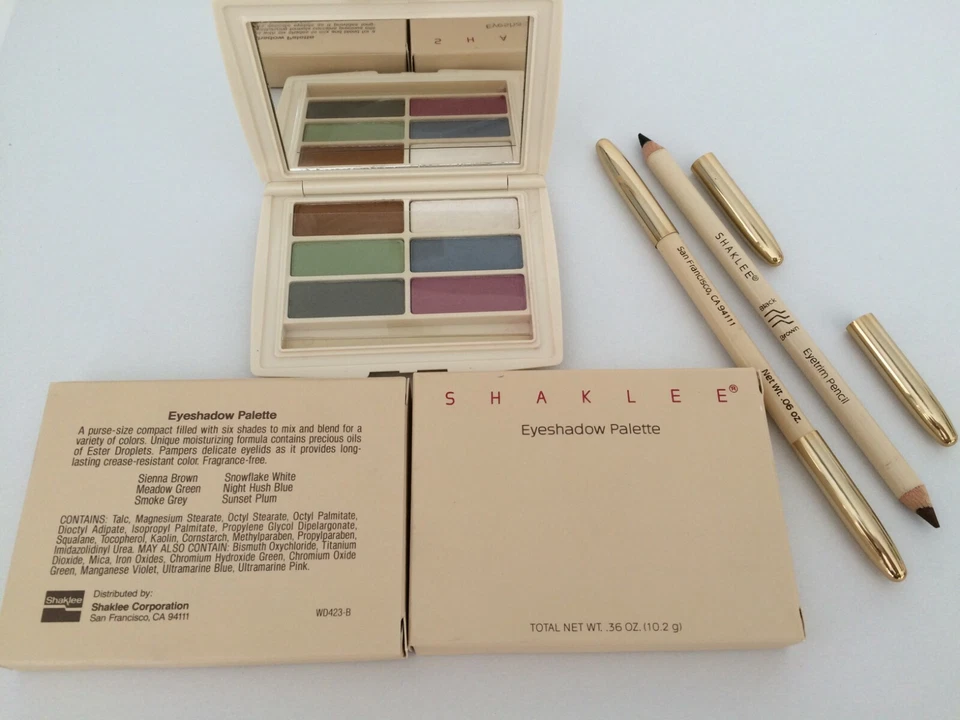 S H A
SHAKLEE®
Black
Brown
Eyetrim Pencil
San Francisco, CA 94111
Net Wt. .06 oz.
Eyeshadow Palette
A purse-size compact filled with six shades to mix and blend for a
variety of colors. Unique moisturizing formula contains precious oils
of Ester Droplets. Pampers delicate eyelids as it provides long-
lasting crease-resistant color. Fragrance-free.
Sienna Brown Snowflake White
Meadow Green Night Hush Blue
Smoke Grey Sunset Plum
CONTAINS: Talc, Magnesium Stearate, Octyl Stearate, Octyl Palmitate,
Dioctyl Adipate, Isopropyl Palmitate, Propylene Glycol Dipelargonate,
Squalane, Tocopherol, Kaolin, Cornstarch, Methylparaben, Propylparaben,
Imidazolidinyl Urea. MAY ALSO CONTAIN: Bismuth Oxychloride, Titanium
Dioxide, Mica, Iron Oxides, Chromium Hydroxide Green, Chromium Oxide
Green, Manganese Violet, Ultramarine Blue, Ultramarine Pink.
Shaklee
Distributed by:
Shaklee Corporation
San Francisco, CA 94111
WD423-B
S H A K L E E®
Eyeshadow Palette
TOTAL NET WT. .36 OZ. (10.2 g)